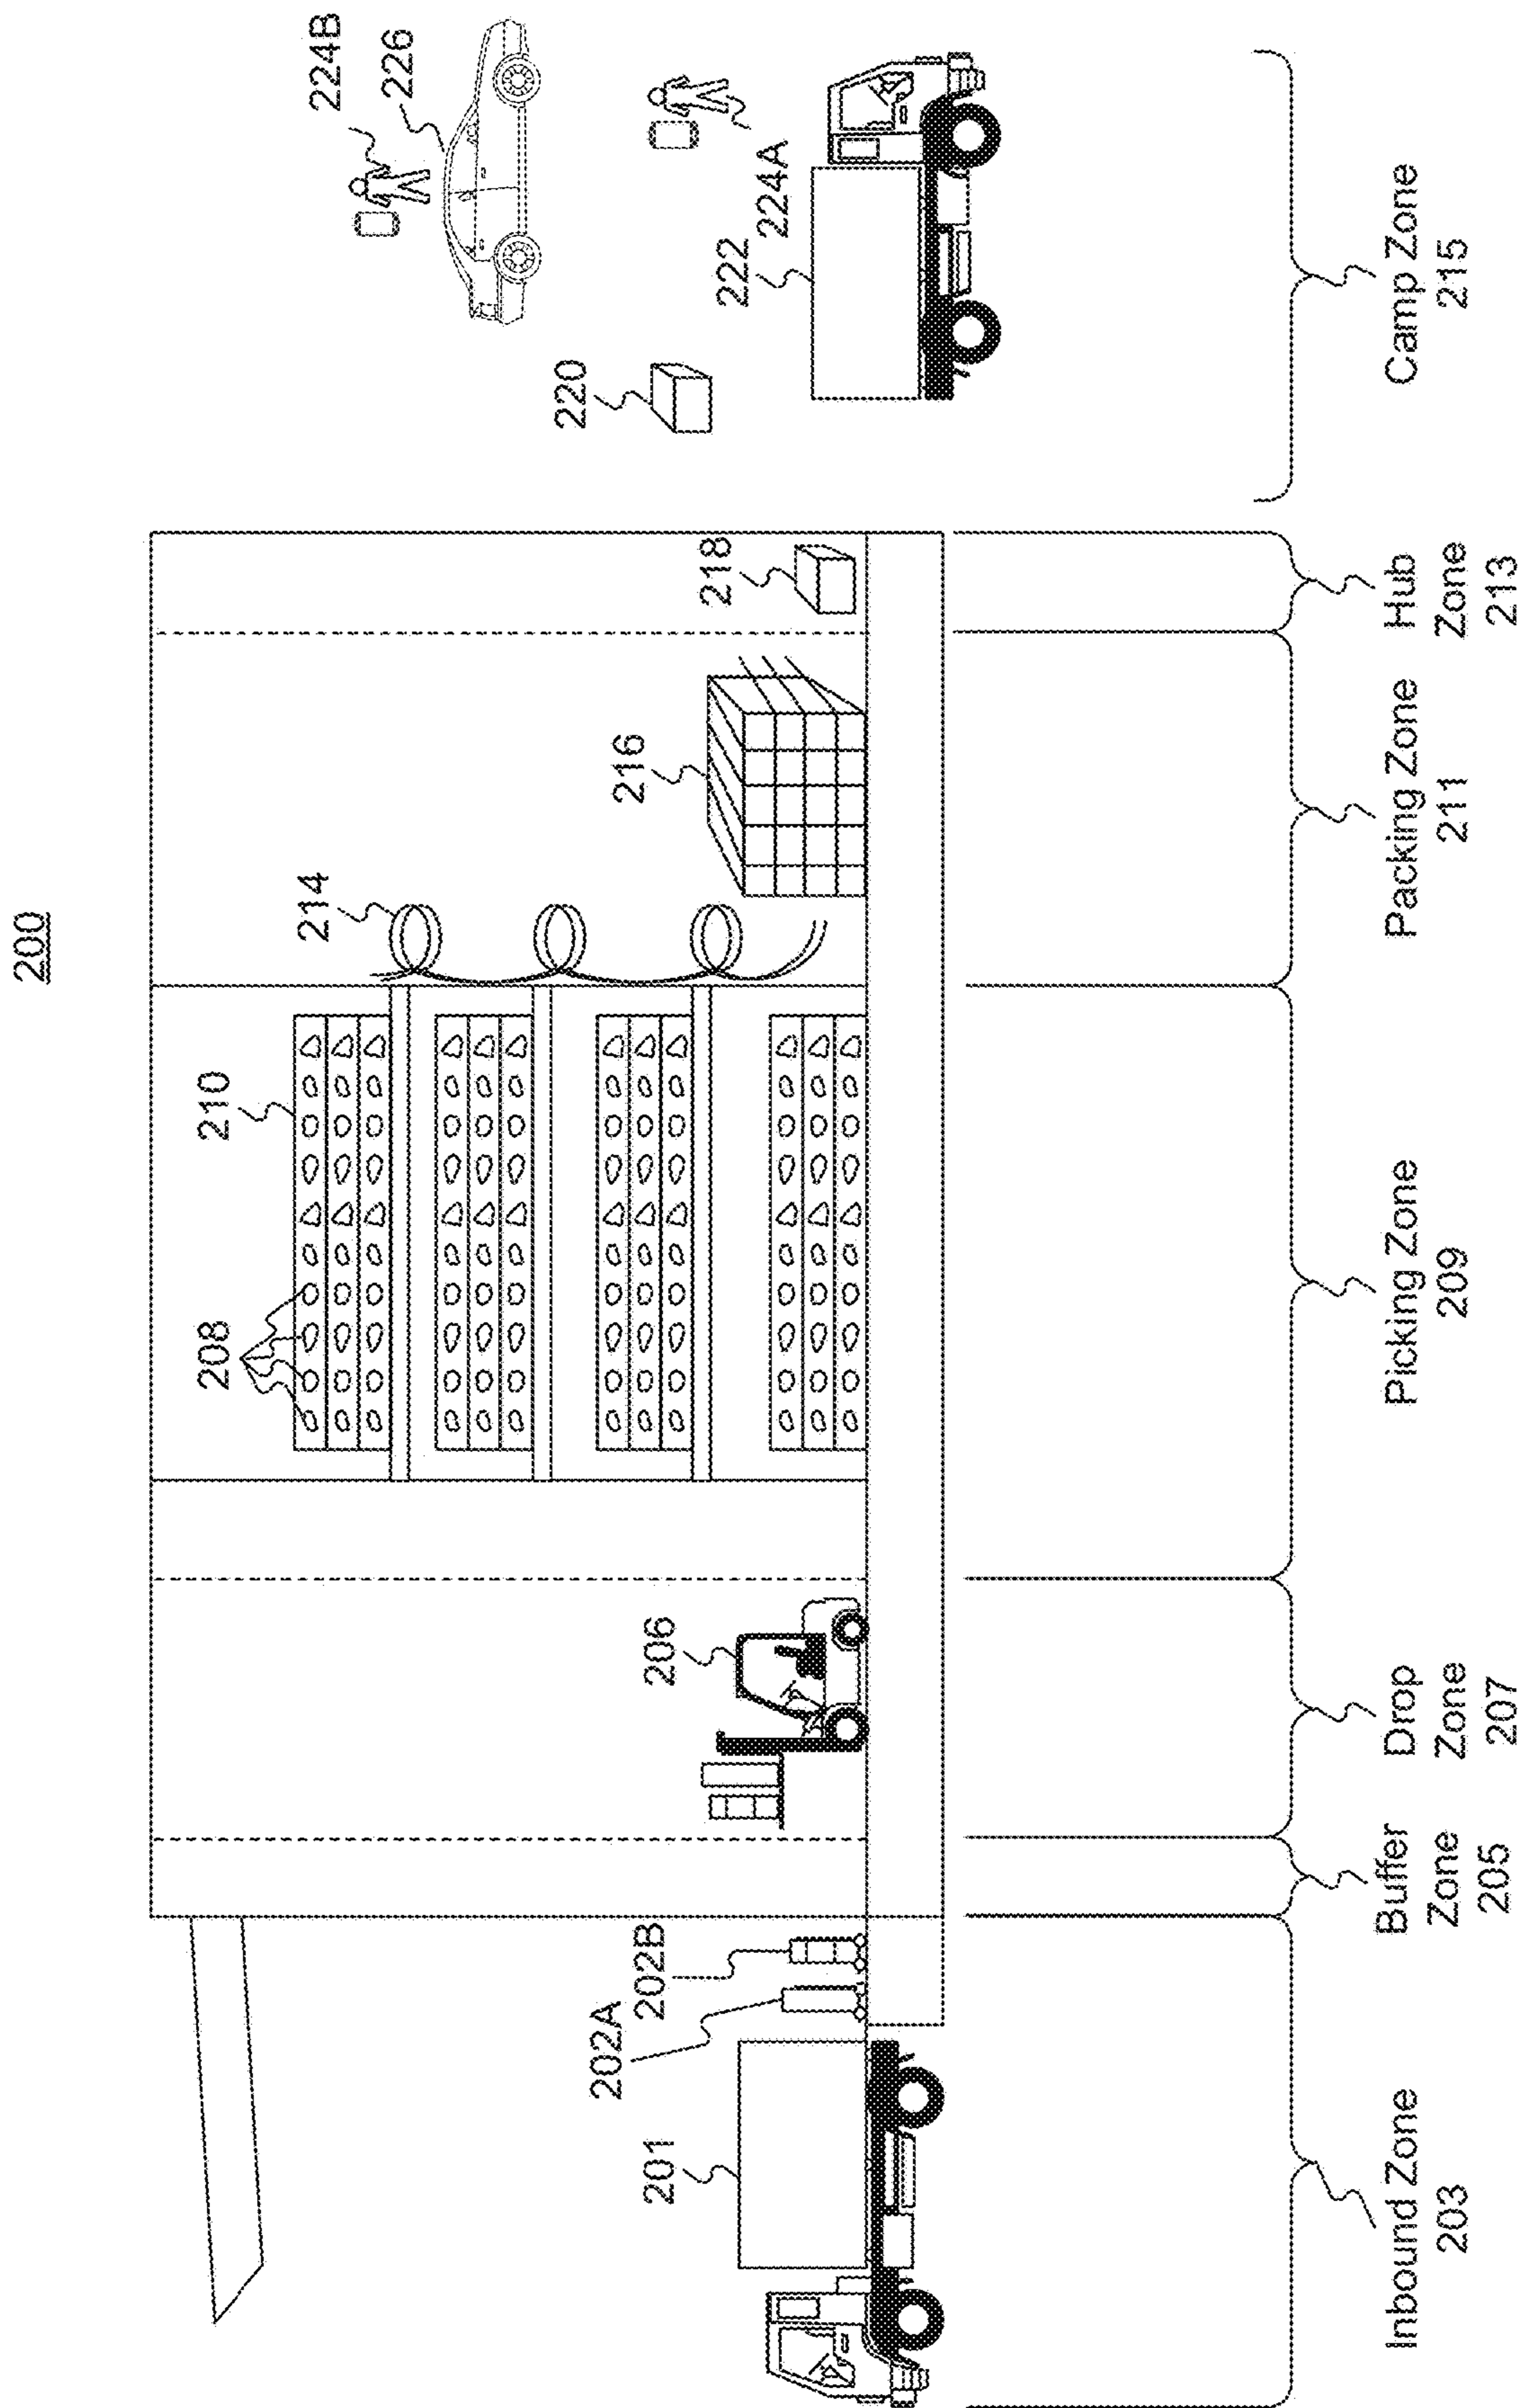 200
201
202A
202B
206
208
210
214
216
218
220
222
224A
224B
226
Inbound Zone
203
Buffer
Zone
205
Drop
Zone
207
Picking Zone
209
Packing Zone
211
Hub
Zone
213
Camp Zone
215